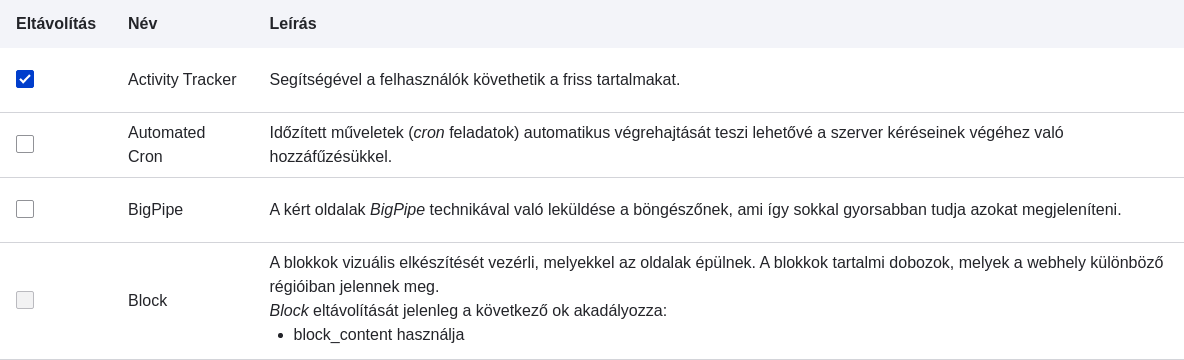 Eltávolítás Név Leírás
Activity Tracker Segítségével a felhasználók követhetik a friss tartalmakat.
Automated Cron Időzített műveletek (cron feladatok) automatikus végrehajtását teszi lehetővé a szerver kéréseinek végéhez való
hozzáfűzésükkel.
BigPipe A kért oldalak BigPipe technikával való leküldése a böngészőnek, ami így sokkal gyorsabban tudja azokat megjeleníteni.
Block
A blokkok vizuális elkészítését vezérli, melyekkel az oldalak épülnek. A blokkok tartalmi dobozok, melyek a webhely különböző
régióiban jelennek meg.
Block eltávolítását jelenleg a következő ok akadályozza:
• block_content használja